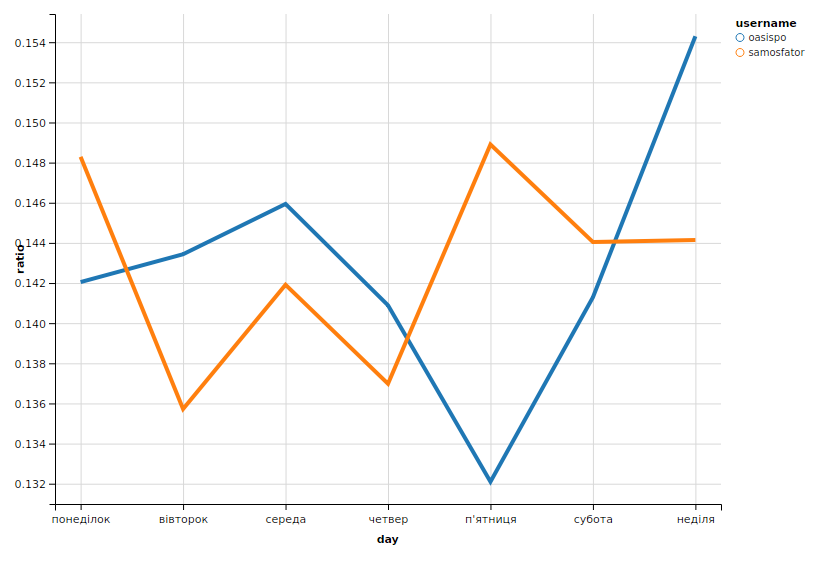 username
oasispo
samosfator
0.154
0.152
0.150
0.148
0.146
0.144
0.142
0.140
0.138
0.136
0.134
0.132
ratio
понеділок вівторок середа четвер п'ятниця субота неділя
day